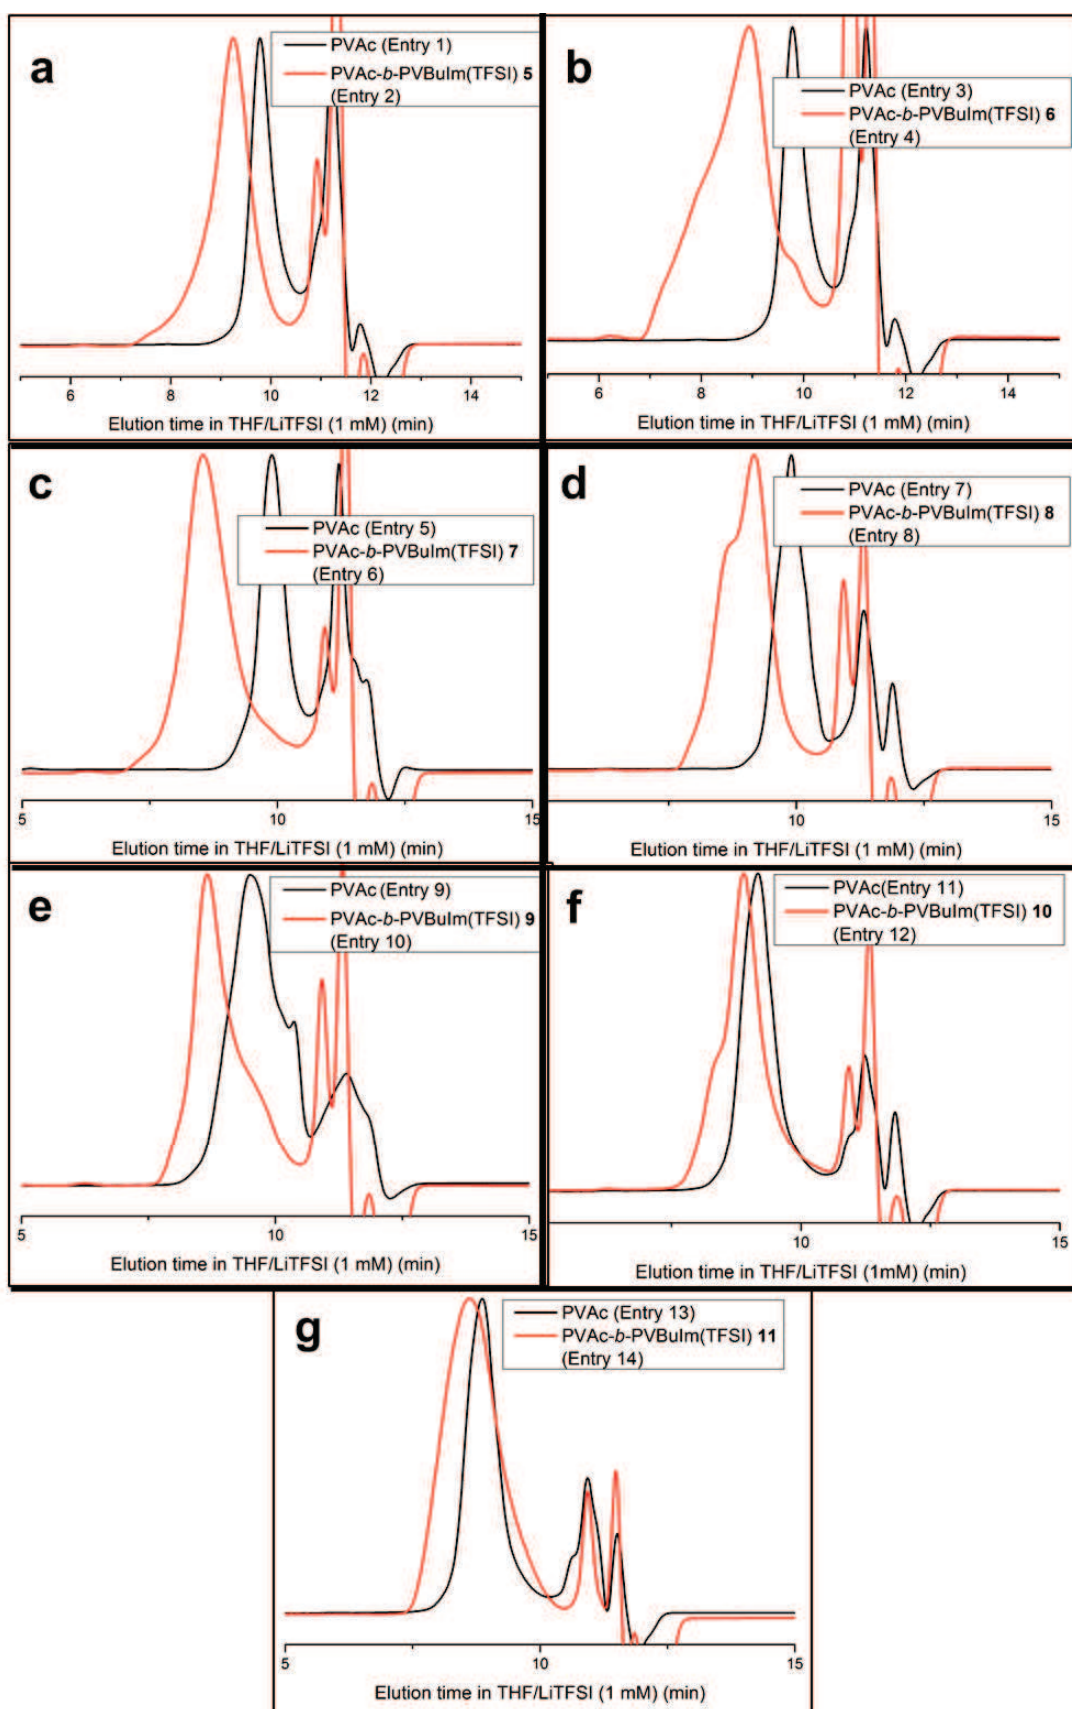 a
PVAc (Entry 1)
PVAc-b-PVBuIm(TFSI) 5
(Entry 2)
6 8 10 12 14
Elution time in THF/LiTFSI (1 mM) (min)
b
PVAc (Entry 3)
PVAc-b-PVBuIm(TFSI) 6
(Entry 4)
6 8 10 12 14
Elution time in THF/LiTFSI (1 mM) (min)
c
PVAc (Entry 5)
PVAc-b-PVBuIm(TFSI) 7
(Entry 6)
5 10 15
Elution time in THF/LiTFSI (1 mM) (min)
d
PVAc (Entry 7)
PVAc-b-PVBuIm(TFSI) 8
(Entry 8)
10 15
Elution time in THF/LiTFSI (1 mM) (min)
e
PVAc (Entry 9)
PVAc-b-PVBuIm(TFSI) 9
(Entry 10)
5 10 15
Elution time in THF/LiTFSI (1 mM) (min)
f
PVAc(Entry 11)
PVAc-b-PVBuIm(TFSI) 10
(Entry 12)
10 15
Elution time in THF/LiTFSI (1mM) (min)
g
PVAc (Entry 13)
PVAc-b-PVBuIm(TFSI) 11
(Entry 14)
5 10 15
Elution time in THF/LiTFSI (1 mM) (min)